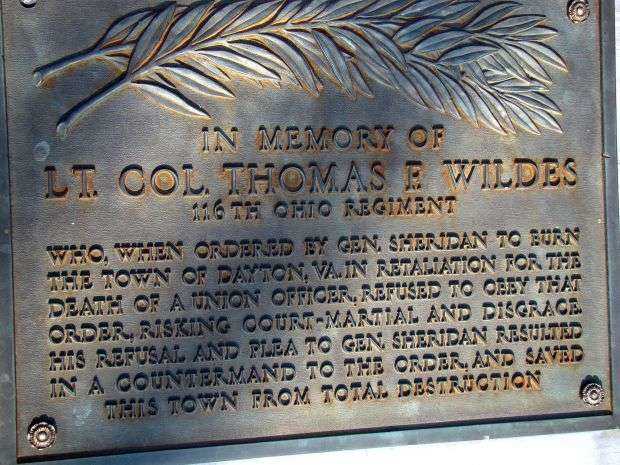 IN MEMORY OF
LT. COL. THOMAS F. WILDES
116TH OHIO REGIMENT
WHO, WHEN ORDERED BY GEN. SHERIDAN TO BURN
THE TOWN OF DAYTON, VA. IN RETALIATION FOR THE
DEATH OF A UNION OFFICER, REFUSED TO OBEY THAT
ORDER, RISKING COURT-MARTIAL AND DISGRACE.
HIS REFUSAL AND PLEA TO GEN. SHERIDAN RESULTED
IN A COUNTERMAND TO THE ORDER, AND SAVED
THIS TOWN FROM TOTAL DESTRUCTION